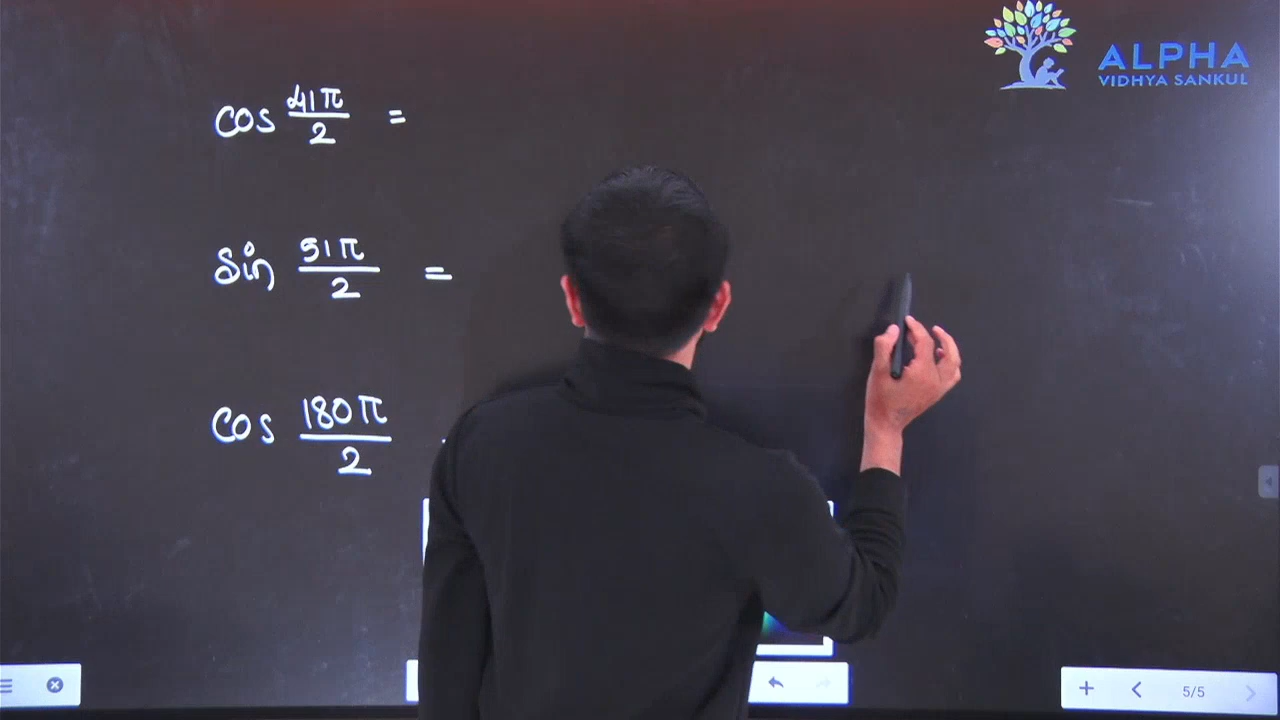 ALPHA
VIDHYA SANKUL
cos 41π/2 =
sin 51π/2 =
cos 180π/2
5/5